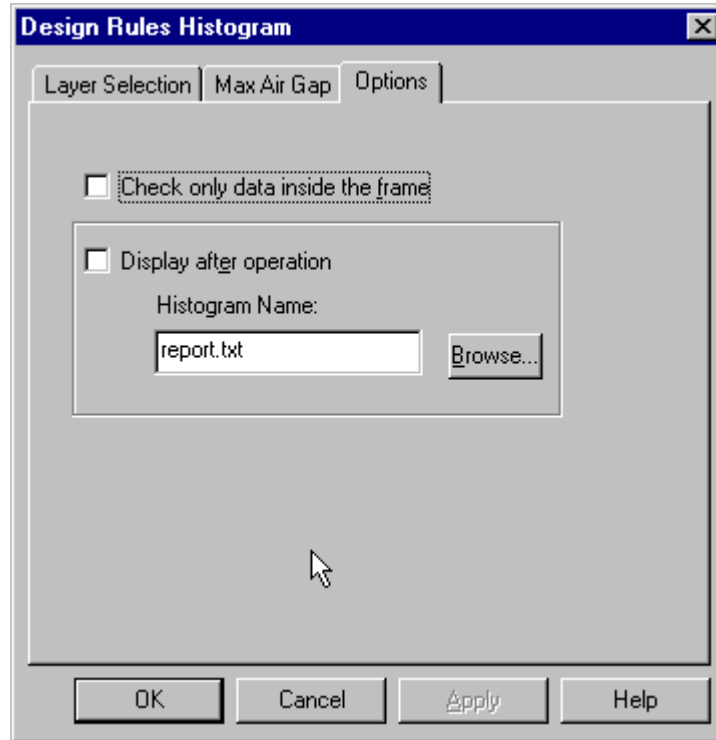 Design Rules Histogram
Layer Selection Max Air Gap Options
Check only data inside the frame
Display after operation
Histogram Name:
report.txt
Browse...
OK Cancel Apply Help